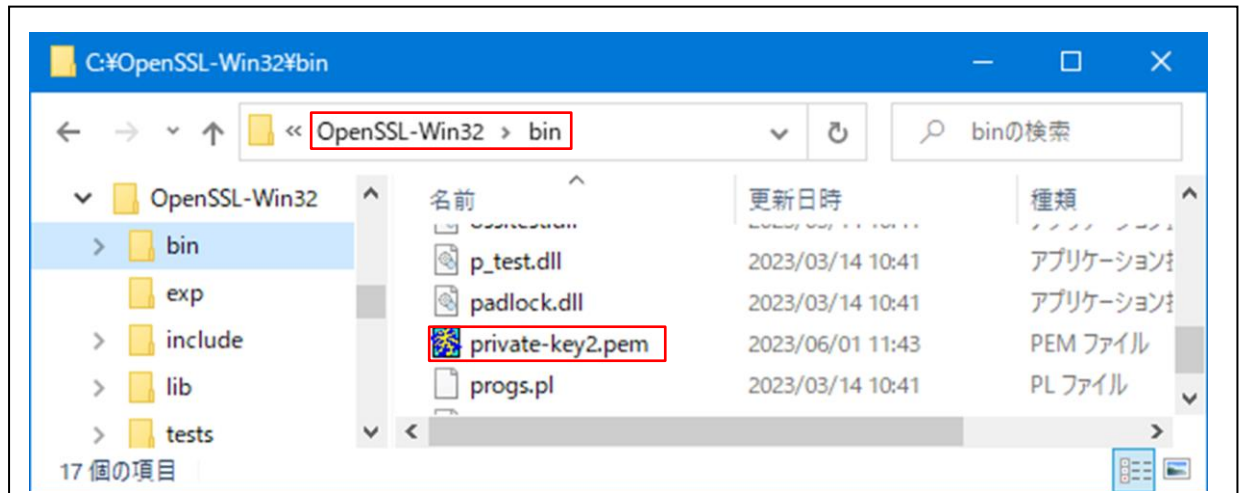 C:¥OpenSSL-Win32¥bin
« OpenSSL-Win32 › bin
binの検索
OpenSSL-Win32
bin
exp
include
lib
tests
名前 更新日時 種類
p_test.dll 2023/03/14 10:41
padlock.dll 2023/03/14 10:41
private-key2.pem 2023/06/01 11:43 PEM ファイル
progs.pl 2023/03/14 10:41 PL ファイル
17 個の項目